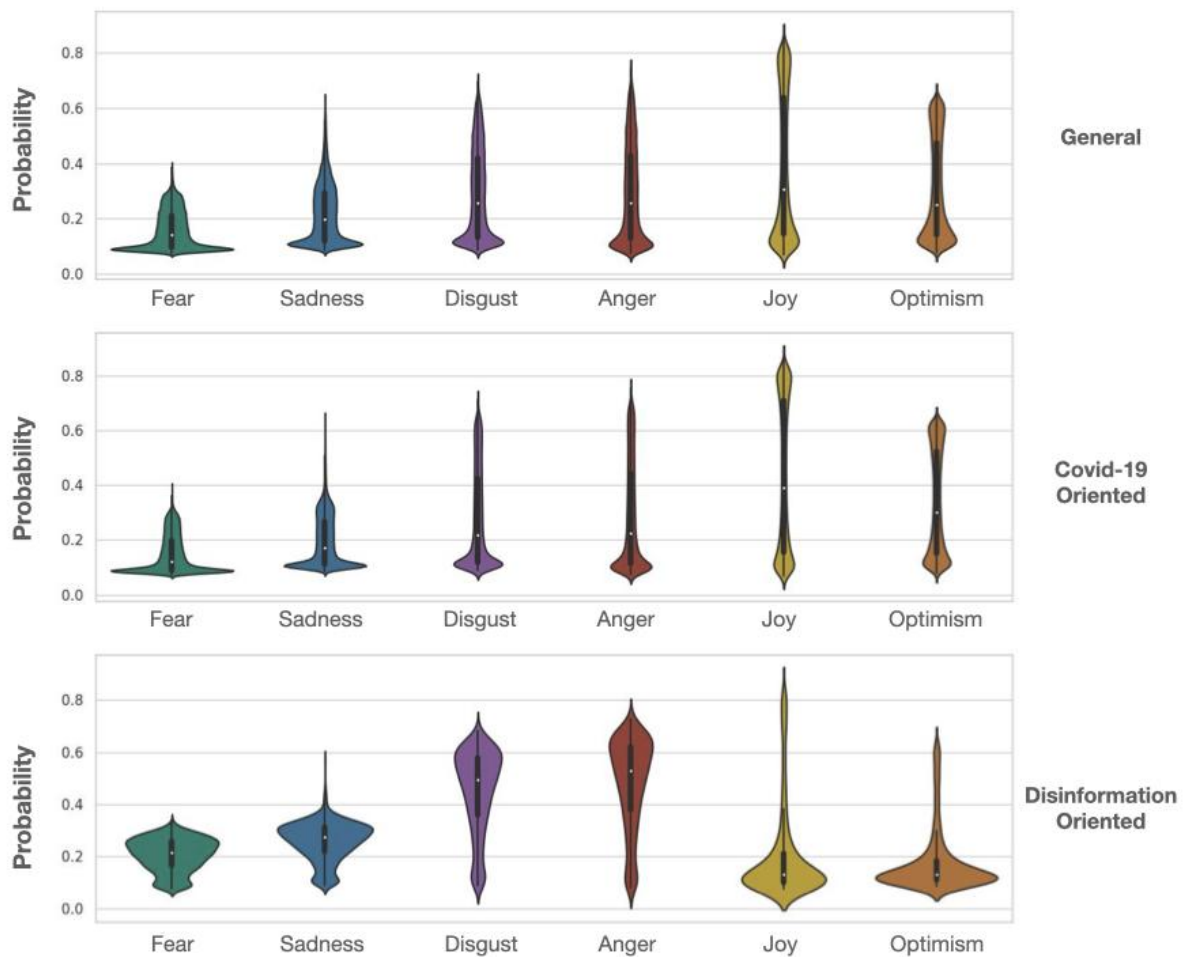 Probability
0.8
0.6
0.4
0.2
0.0
General
Fear Sadness Disgust Anger Joy Optimism
Probability
0.8
0.6
0.4
0.2
0.0
Covid-19
Oriented
Fear Sadness Disgust Anger Joy Optimism
Probability
0.8
0.6
0.4
0.2
0.0
Disinformation
Oriented
Fear Sadness Disgust Anger Joy Optimism